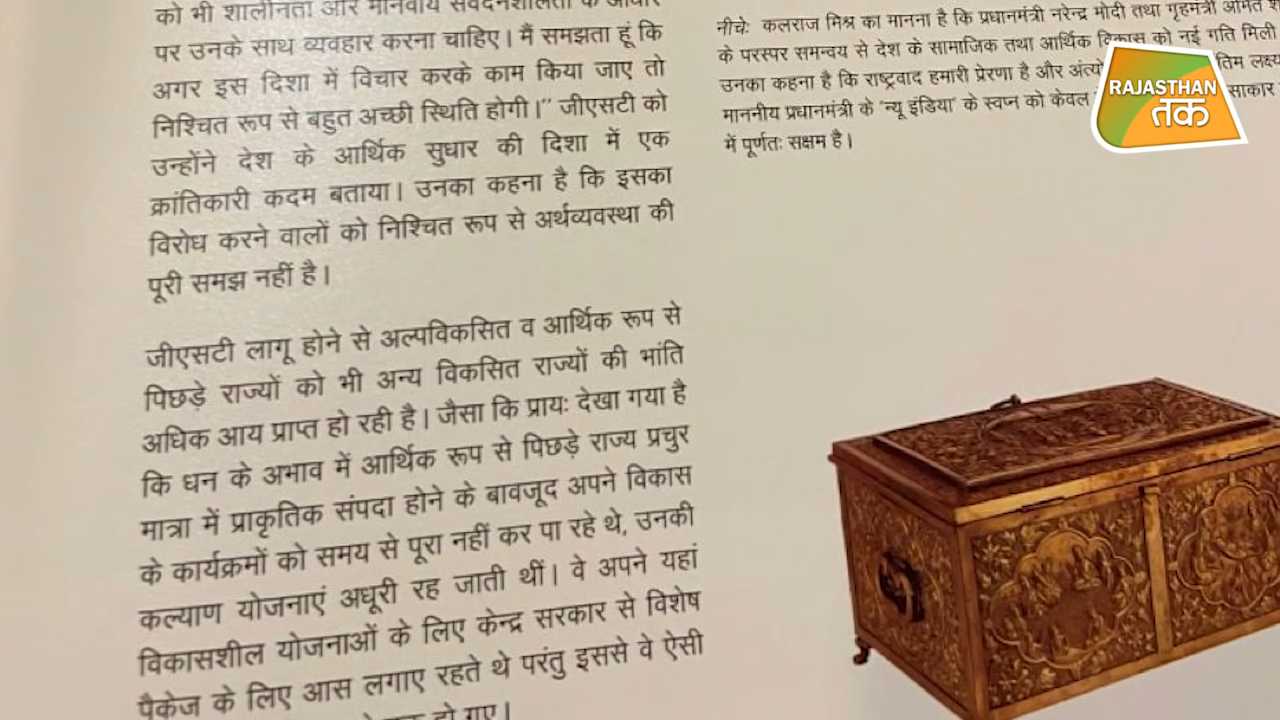 को भी शालीनता और मानवीय संवेदनशीलता के आधार
पर उनके साथ व्यवहार करना चाहिए। मैं समझता हूं कि
अगर इस दिशा में विचार करके काम किया जाए तो
निश्चित रूप से बहुत अच्छी स्थिति होगी।” जीएसटी को
उन्होंने देश के आर्थिक सुधार की दिशा में एक
क्रांतिकारी कदम बताया। उनका कहना है कि इसका
विरोध करने वालों को निश्चित रूप से अर्थव्यवस्था की
पूरी समझ नहीं है।
जीएसटी लागू होने से अल्पविकसित व आर्थिक रूप से
पिछड़े राज्यों को भी अन्य विकसित राज्यों की भांति
अधिक आय प्राप्त हो रही है। जैसा कि प्रायः देखा गया है
कि धन के अभाव में आर्थिक रूप से पिछड़े राज्य प्रचुर
मात्रा में प्राकृतिक संपदा होने के बावजूद अपने विकास
के कार्यक्रमों को समय से पूरा नहीं कर पा रहे थे, उनकी
कल्याण योजनाएं अधूरी रह जाती थीं। वे अपने यहां
विकासशील योजनाओं के लिए केन्द्र सरकार से विशेष
पैकेज के लिए आस लगाए रहते थे परंतु इससे वे ऐसी
हो गए।
नीचेः कलराज मिश्र का मानना है कि प्रधानमंत्री नरेन्द्र मोदी तथा गृहमंत्री अमित
के परस्पर समन्वय से देश के सामाजिक तथा आर्थिक विकास को नई गति मिली
उनका कहना है कि राष्ट्रवाद हमारी प्रेरणा है और लक्ष्य
माननीय प्रधानमंत्री के ‘न्यू इंडिया’ के स्वप्न को केवल साकार
में पूर्णतः सक्षम है।
RAJASTHAN
तक